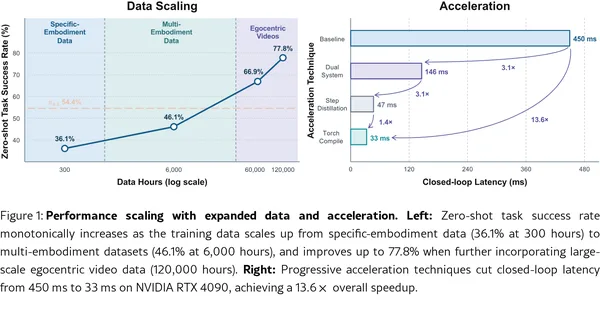 Data Scaling
Specific-
Embodiment
Data
Multi-
Embodiment
Data
Egocentric
Videos
77.8%
66.9%
54.4%
46.1%
36.1%
80
70
60
50
40
Zero-shot Task Success Rate (%)
300
6,000
60,000
120,000
Data Hours (log scale)
Acceleration
Acceleration Technique
Baseline
450 ms
Dual
System
146 ms
3.1×
Step
Distillation
47 ms
3.1×
1.4×
13.6×
Torch
Compile
33 ms
0
120
240
360
480
Closed-loop Latency (ms)
Figure 1: Performance scaling with expanded data and acceleration. Left: Zero-shot task success rate
monotonically increases as the training data scales up from specific-embodiment data (36.1% at 300 hours) to
multi-embodiment datasets (46.1% at 6,000 hours), and improves up to 77.8% when further incorporating large-
scale egocentric video data (120,000 hours). Right: Progressive acceleration techniques cut closed-loop latency
from 450 ms to 33 ms on NVIDIA RTX 4090, achieving a 13.6× overall speedup.